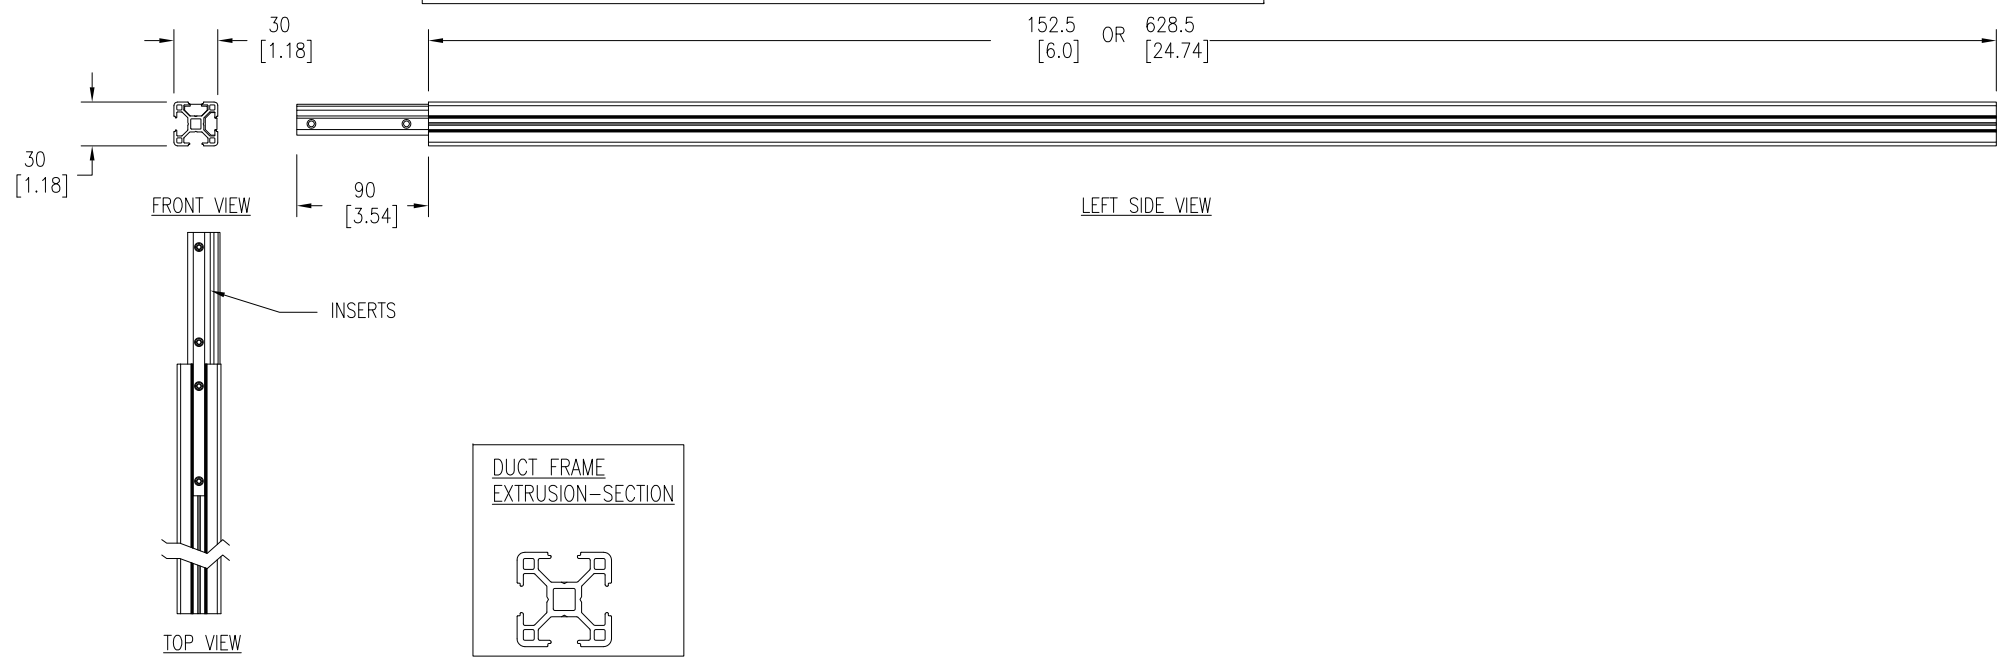 30
[1.18]
152.5 OR 628.5
[6.0] [24.74]
30
[1.18]
FRONT VIEW
90
[3.54]
LEFT SIDE VIEW
INSERTS
DUCT FRAME
EXTRUSION-SECTION
TOP VIEW